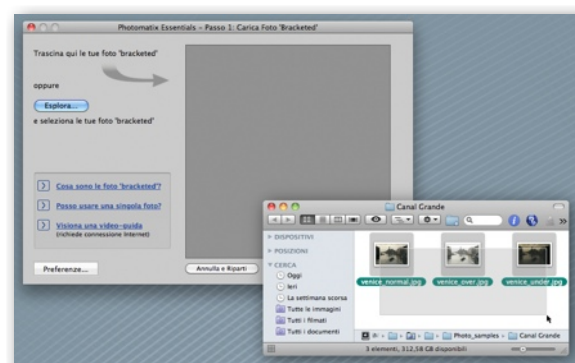 Photomatix Essentials - Passo 1: Carica Foto 'Bracketed'
Trascina qui le tue foto 'bracketed'
oppure
Esplora...
e seleziona le tue foto 'bracketed'
Cosa sono le foto 'bracketed'?
Posso usare una singola foto?
Visiona una video-guida
(richiede connessione Internet)
Preferenze...
Annulla e Riparti
Canal Grande
DISPOSITIVI
POSIZIONI
CERCA
Oggi
Ieri
La settimana scorsa
Tutte le immagini
Tutti i filmati
Tutti i documenti
venice_normal.jpg
venice_over.jpg
venice_under.jpg
Photo_samples
Canal Grande
3 elementi, 312,58 GB disponibili